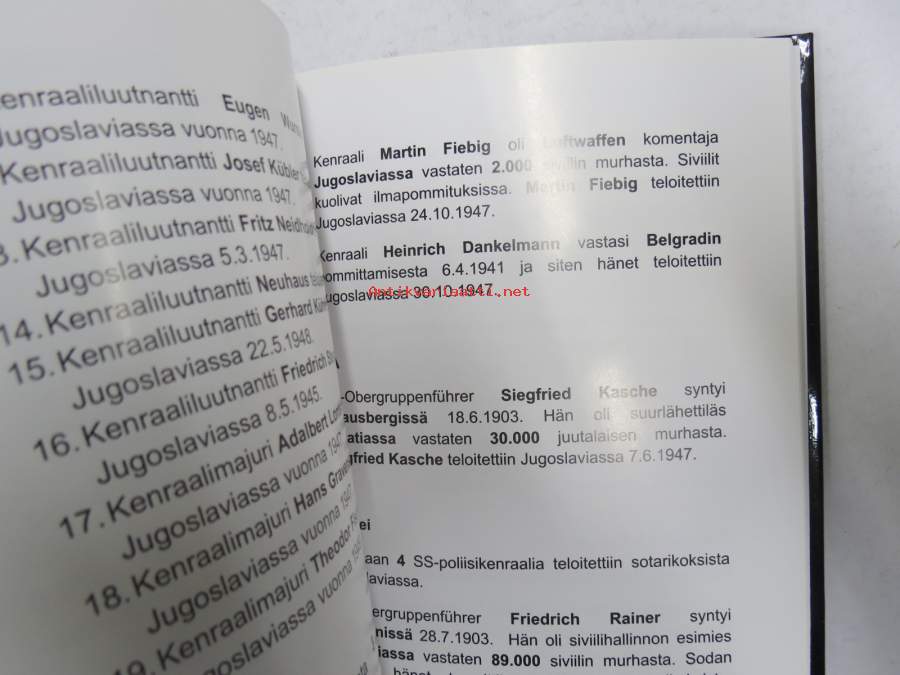 Kenraaliluutnantti Eugen
Jugoslaviassa vuonna 1947.
Kenraaliluutnantti Josef Kübler
Jugoslaviassa vuonna 1947.
3. Kenraaliluutnantti Fritz
Jugoslaviassa 5.3.1947.
14. Kenraaliluutnantti Neuhaus
15. Kenraaliluutnantti Gerhard
Jugoslaviassa 22.5.1948.
16. Kenraaliluutnantti Friedrich
Jugoslaviassa 8.5.1945.
17. Kenraalimajuri Adalbert
Jugoslaviassa vuonna 1947
18. Kenraalimajuri Hans
Jugoslaviassa vuonna 194
19. Kenraalimajuri Theodor
Jugoslaviassa vuonna
Kenraali Martin Fiebig oli Luftwaffen komentaja
Jugoslaviassa vastaten 2.000 siviilin murhasta. Siviilit
kuolivat ilmapommituksissa. Martin Fiebig teloitettiin
Jugoslaviassa 24.10.1947.
Kenraali Heinrich Dankelmann vastasi Belgradin
pommittamisesta 6.4.1941 ja siten hänet teloitettiin
Jugoslaviassa 30.10.1947.
Antikvariaatti.net
-Obergruppenführer Siegfried Kasche syntyi
ausbergissä 18.6.1903. Hän oli suurlähettiläs
atiassa vastaten 30.000 juutalaisen murhasta.
gfried Kasche teloitettiin Jugoslaviassa 7.6.1947.
ei
aan 4 SS-poliisikenraalia teloitettiin sotarikoksista
laviassa.
bergruppenführer Friedrich Rainer syntyi
nissä 28.7.1903. Hän oli siviilihallinnon esimies
iassa vastaten 89.000 siviilin murhasta. Sodan
hänet